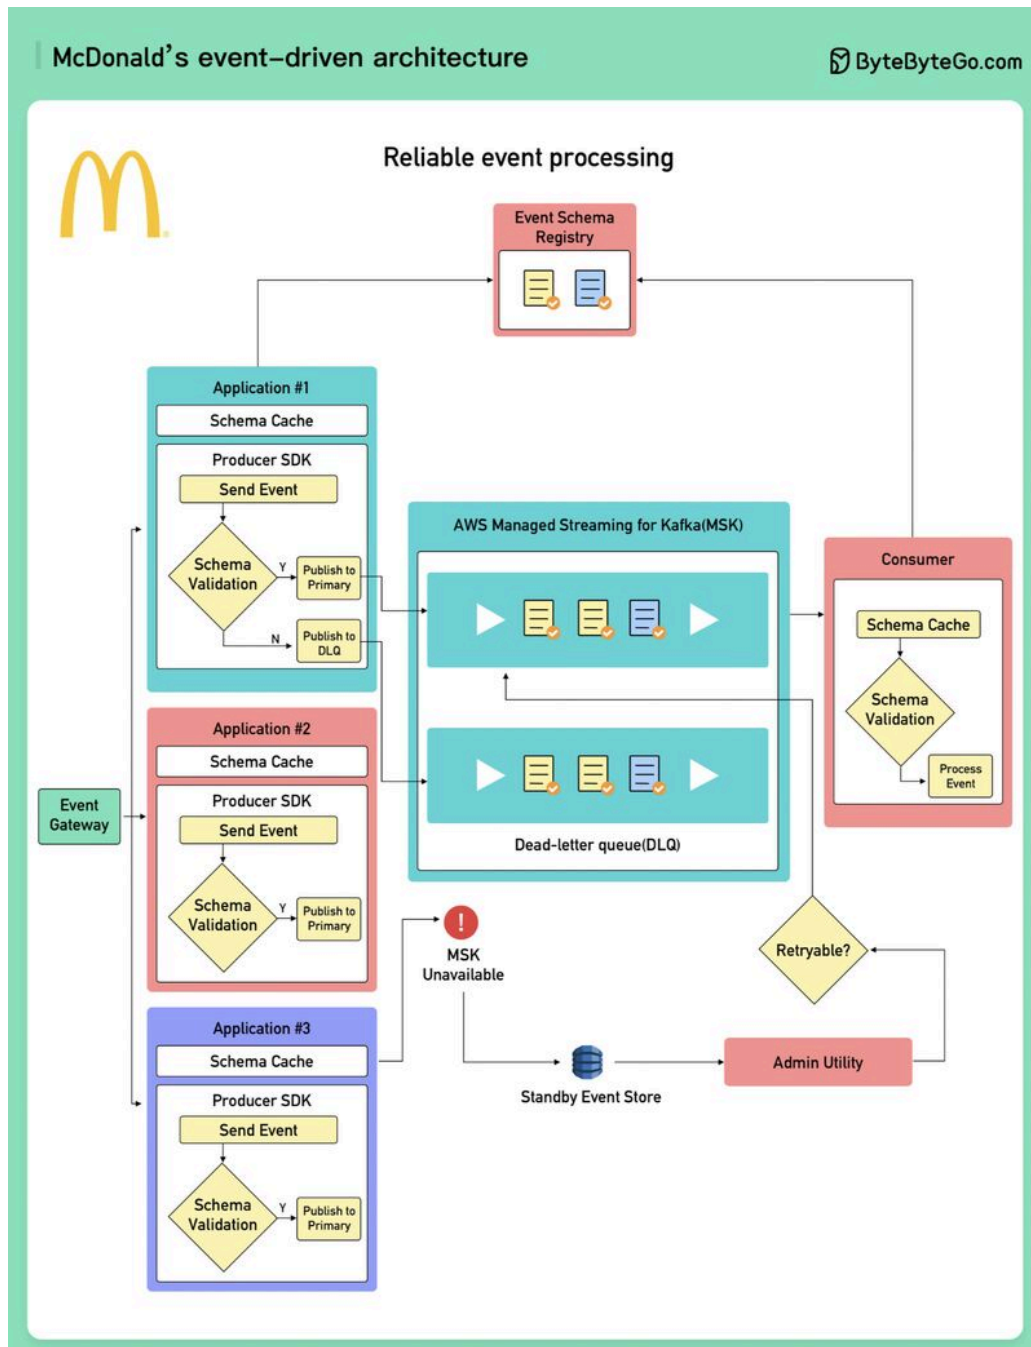 McDonald's event-driven architecture
ByteByteGo.com
Reliable event processing
Event Schema
Registry
Application #1
Schema Cache
Producer SDK
Send Event
Schema
Validation
Y
Publish to
Primary
N
Publish to
DLQ
AWS Managed Streaming for Kafka(MSK)
Dead-letter queue(DLQ)
Consumer
Schema Cache
Schema
Validation
Process
Event
Application #2
Schema Cache
Producer SDK
Send Event
Schema
Validation
Y
Publish to
Primary
Event
Gateway
!
MSK
Unavailable
Retryable?
Application #3
Schema Cache
Producer SDK
Send Event
Schema
Validation
Y
Publish to
Primary
Standby Event Store
Admin Utility